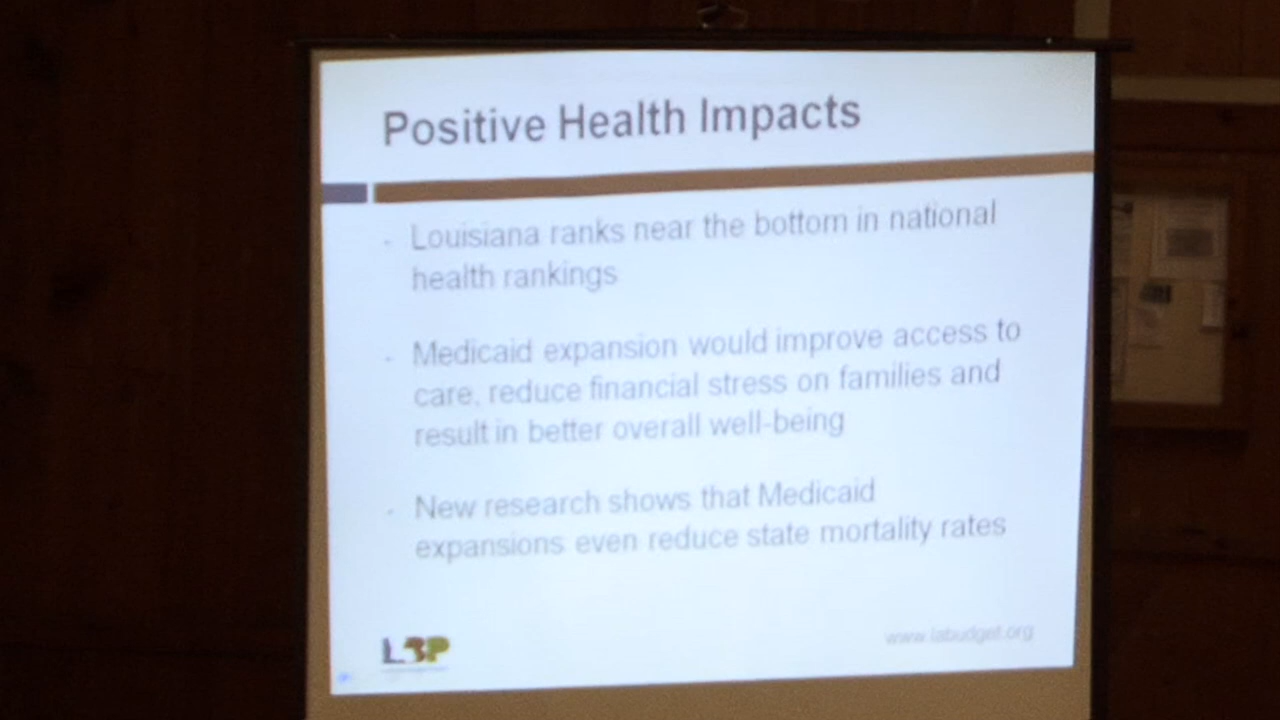 Positive Health Impacts
Louisiana ranks near the bottom in national
health rankings
Medicaid expansion would improve access to
care, reduce financial stress on families and
result in better overall well-being
New research shows that Medicaid
expansions even reduce state mortality rates
LBP
www.labudget.org